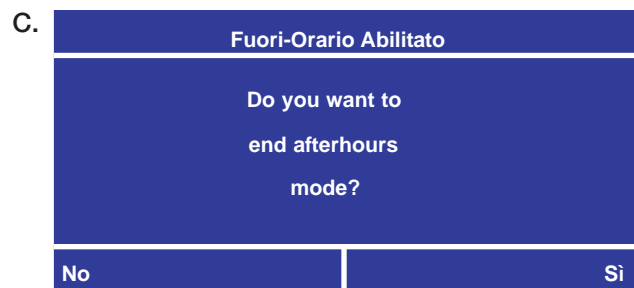 C.
Fuori-Orario Abilitato
Do you want to
end afterhours
mode?
No Sì